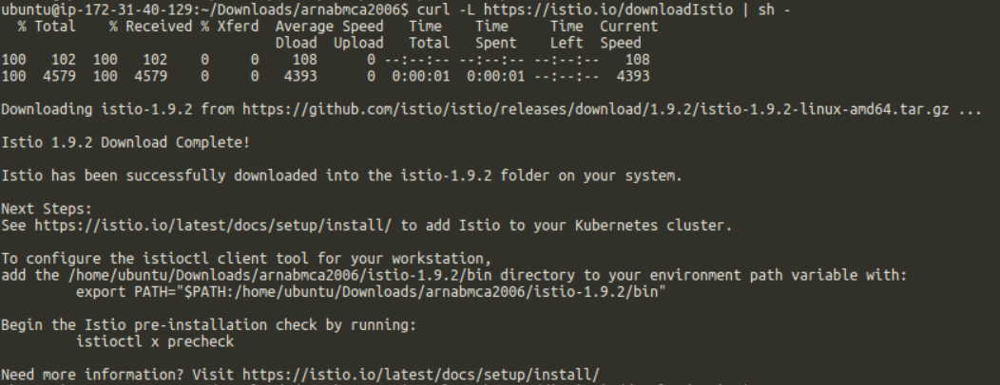 ubuntu@ip-172-31-40-129:~/Downloads/arnabmca2006$ curl -L https://istio.io/downloadIstio | sh -
  % Total    % Received % Xferd  Average Speed   Time    Time     Time  Current
                                 Dload  Upload   Total   Spent    Left  Speed
100   102  100   102    0     0    108      0 --:--:-- --:--:-- --:--:--   108
100  4579  100  4579    0     0   4393      0  0:00:01  0:00:01 --:--:--  4393
Downloading istio-1.9.2 from https://github.com/istio/istio/releases/download/1.9.2/istio-1.9.2-linux-amd64.tar.gz ...
Istio 1.9.2 Download Complete!
Istio has been successfully downloaded into the istio-1.9.2 folder on your system.
Next Steps:
See https://istio.io/latest/docs/setup/install/ to add Istio to your Kubernetes cluster.
To configure the istioctl client tool for your workstation,
add the /home/ubuntu/Downloads/arnabmca2006/istio-1.9.2/bin directory to your environment path variable with:
         export PATH="$PATH:/home/ubuntu/Downloads/arnabmca2006/istio-1.9.2/bin"
Begin the Istio pre-installation check by running:
         istioctl x precheck
Need more information? Visit https://istio.io/latest/docs/setup/install/